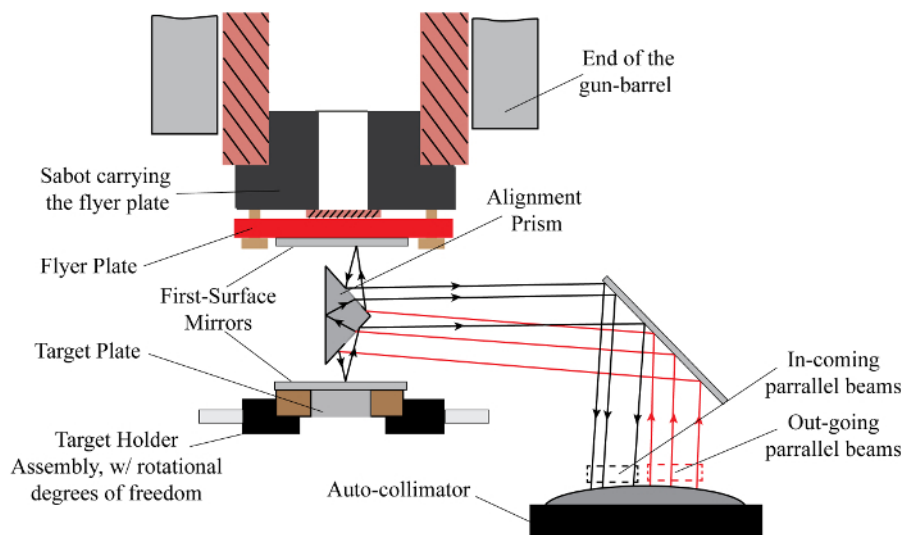 End of the
gun-barrel
Sabot carrying
the flyer plate
Alignment
Prism
Flyer Plate
First-Surface
Mirrors
Target Plate
In-coming
parrallel beams
Target Holder
Assembly, w/ rotational
degrees of freedom
Out-going
parrallel beams
Auto-collimator